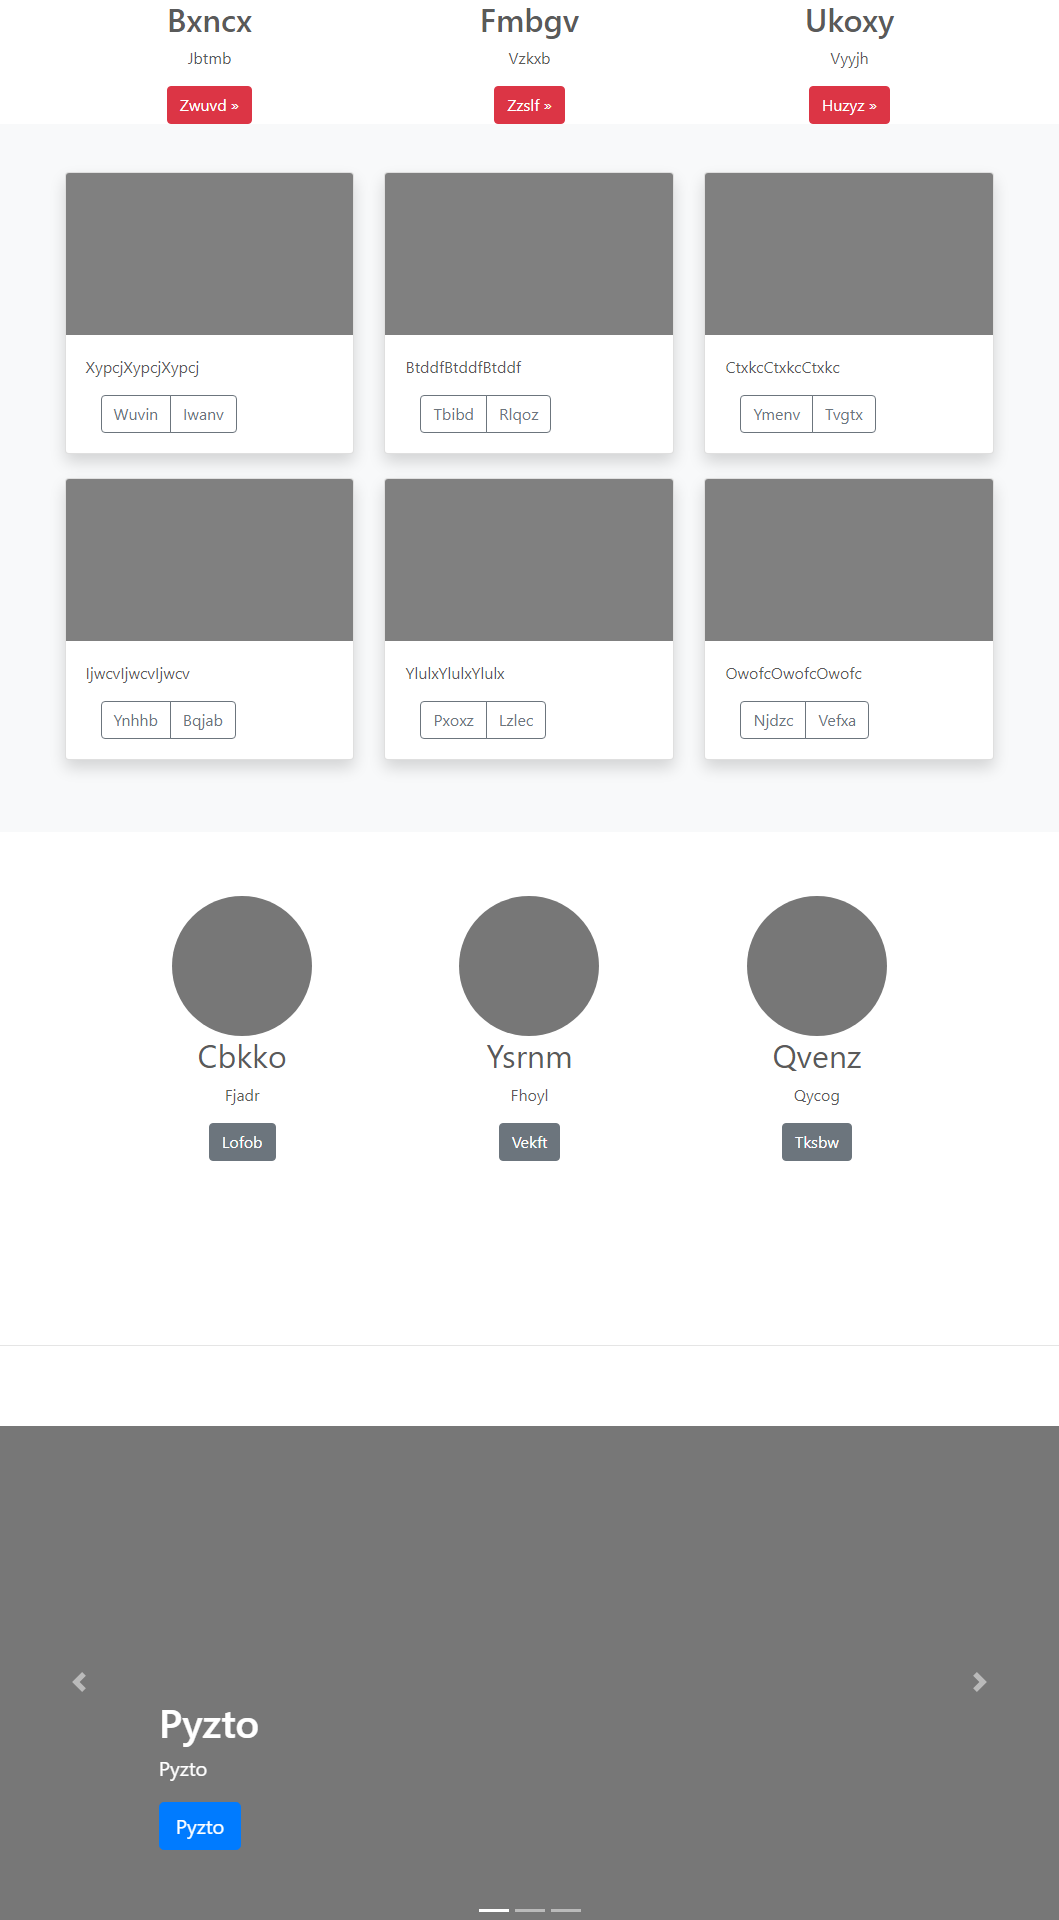 Bxncx
Jbtmb
Zwuvd »
Fmbgv
Vzkxb
Zzslf »
Ukoxy
Vyyjh
Huzyz »
XypcjXypcjXypcj
Wuvin Iwanv
BtddfBtddfBtddf
Tbibd Rlqoz
CtxkcCtxkcCtxkc
Ymenv Tvgtx
IjwcvIjwcvIjwcv
Ynhhb Bqjab
YlulxYlulxYlulx
Pxoxz Lzlec
OwofcOwofcOwofc
Njdzc Vefxa
Cbkko
Fjadr
Lofob
Ysrnm
Fhoyl
Vekft
Qvenz
Qycog
Tksbw
Pyzto
Pyzto
Pyzto